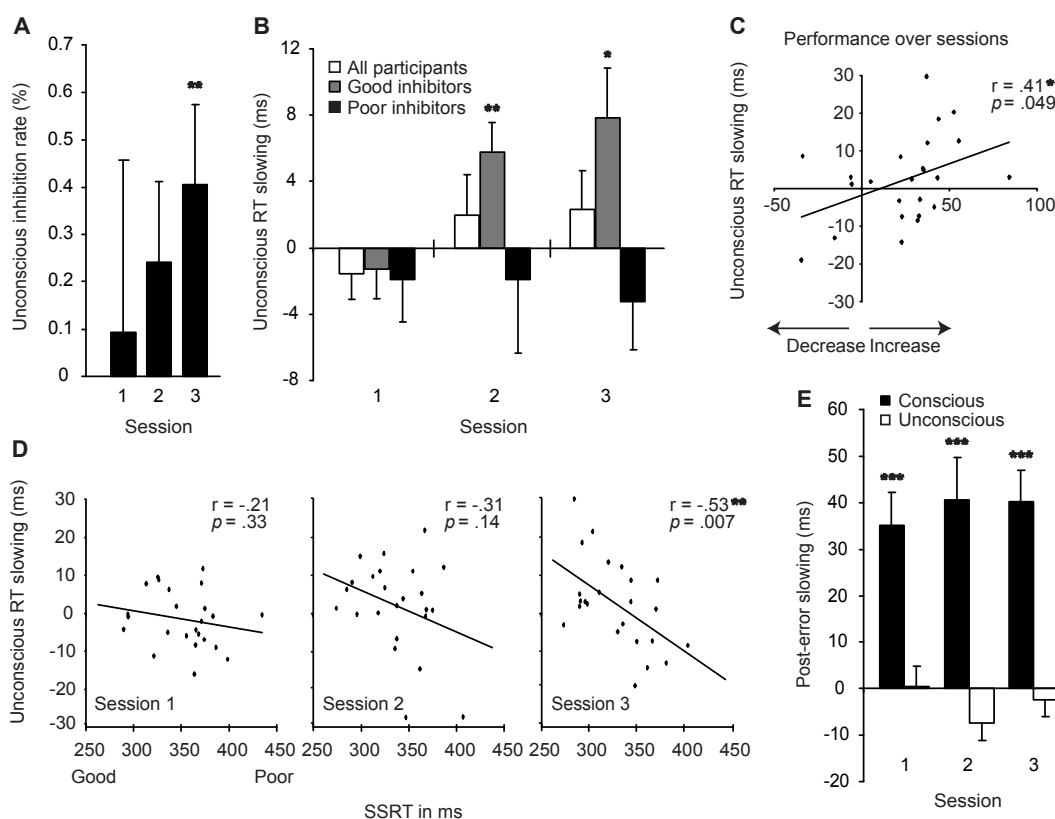 A
Unconscious inhibition rate (%)
0.7
0.6
0.5
0.4
0.3
0.2
0.1
0
**
1 2 3
Session
B
Unconscious RT slowing (ms)
12
8
4
0
-4
-8
All participants
Good inhibitors
Poor inhibitors
**
*
1 2 3
Session
C
Performance over sessions
Unconscious RT slowing (ms)
30
20
10
0
-10
-20
-30
r = .41*
p = .049
-50 50 100
Decrease Increase
D
Unconscious RT slowing (ms)
30
20
10
0
-10
-20
-30
r = -.21
p = .33
Session 1
r = -.31
p = .14
Session 2
r = -.53**
p = .007
Session 3
250 300 350 400 450
250 300 350 400 450
250 300 350 400 450
Good Poor
SSRT in ms
E
Conscious
Unconscious
Post-error slowing (ms)
60
50
40
30
20
10
0
-10
-20
***
***
***
1 2 3
Session